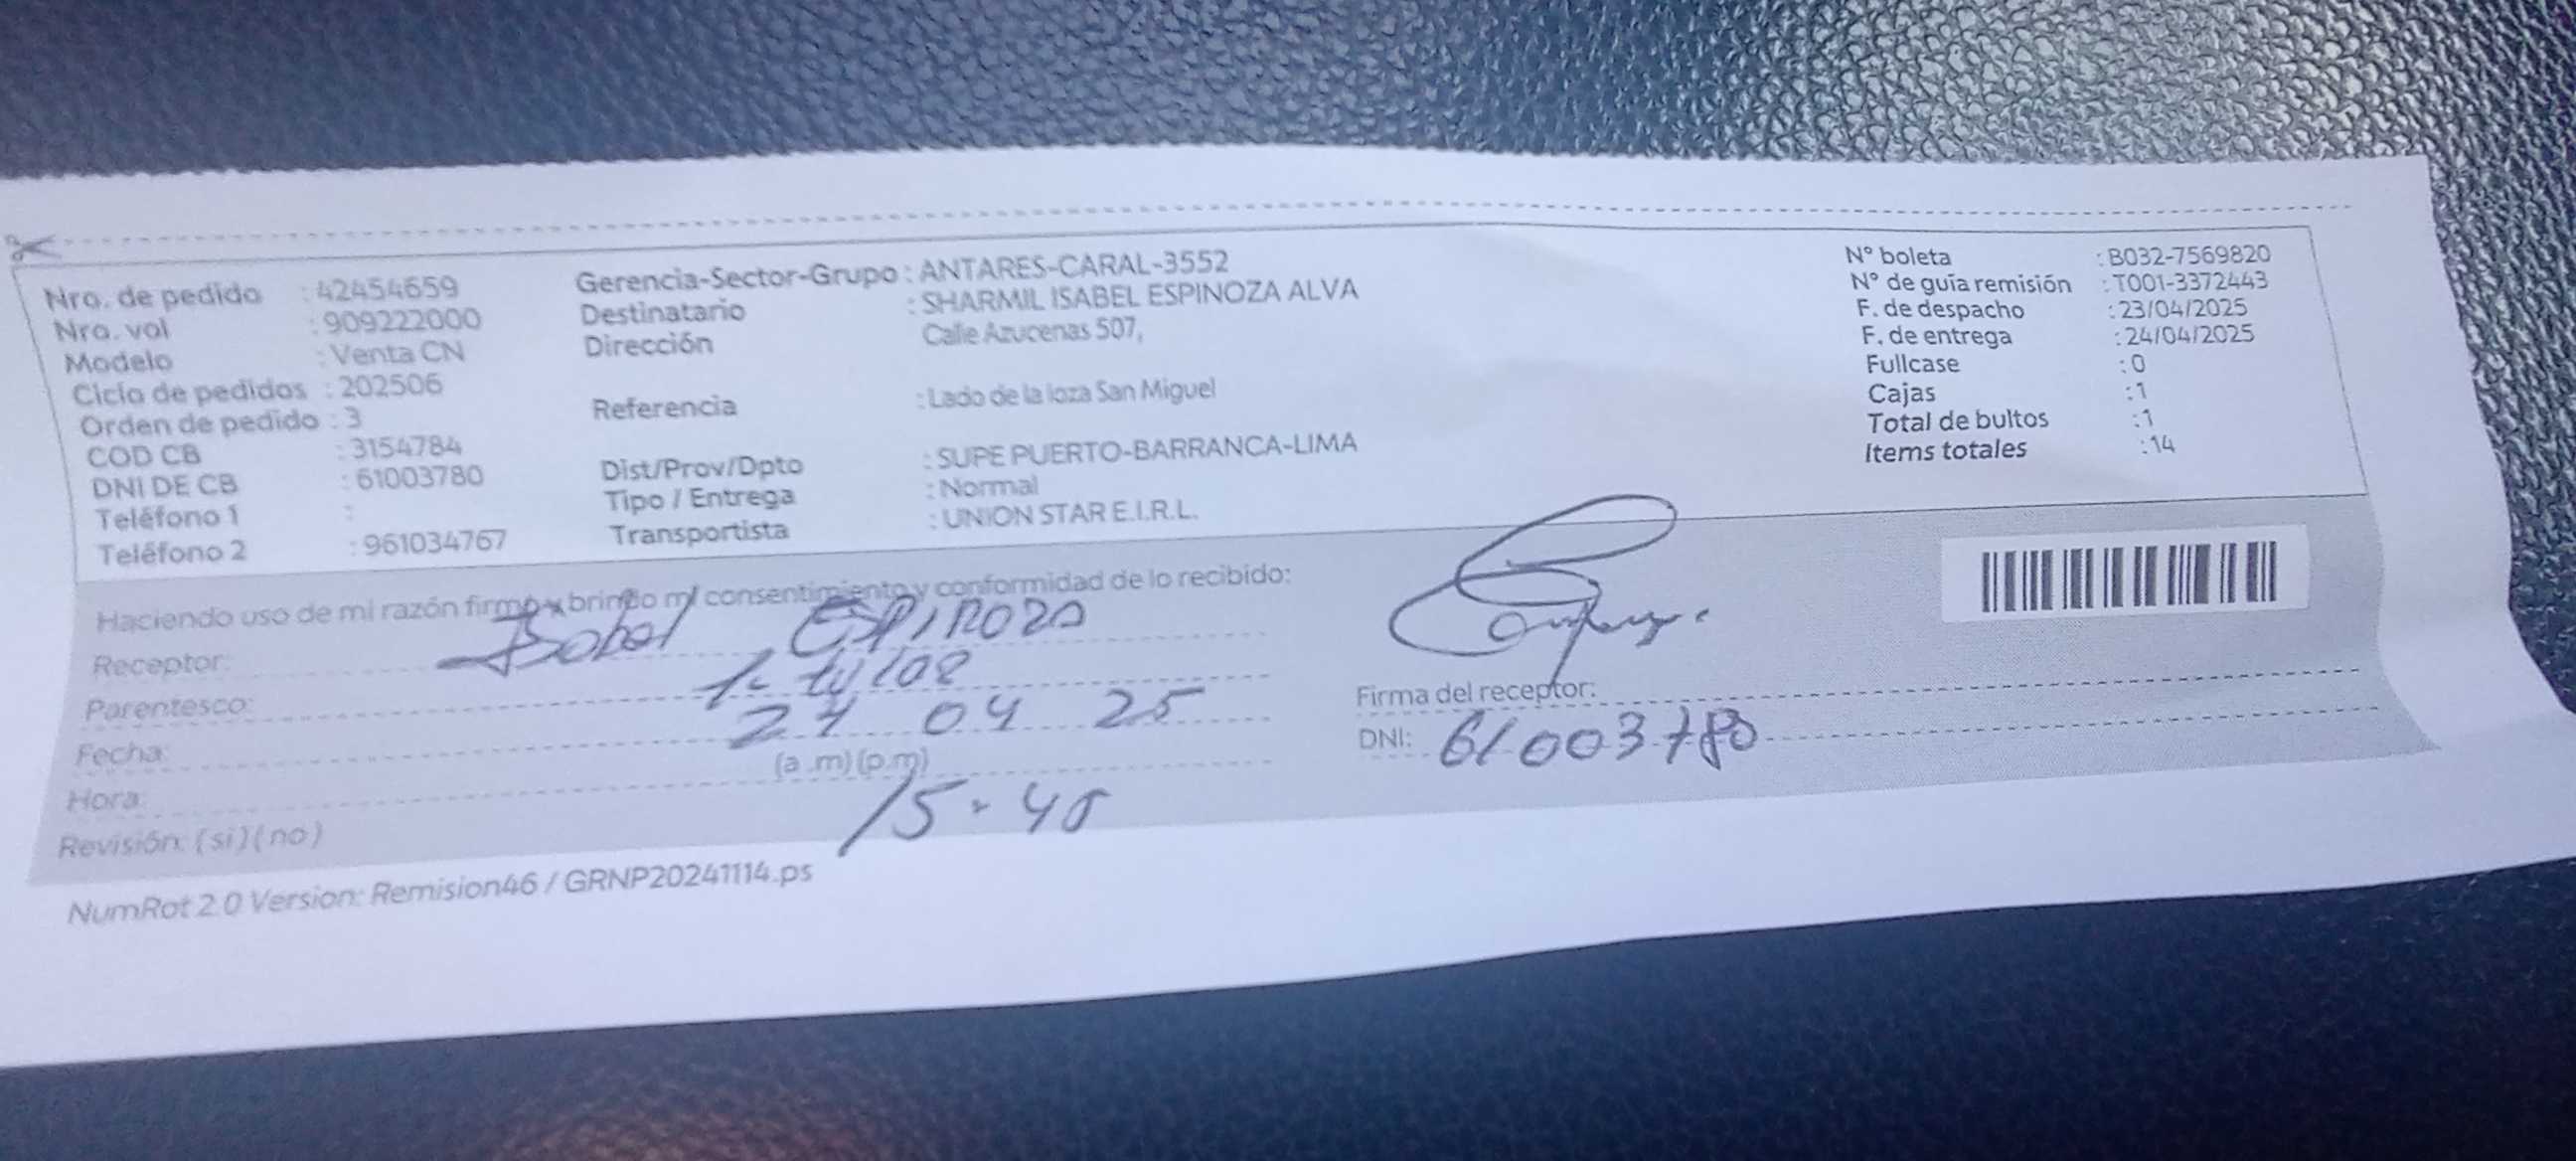 Nro. de pedido : 42454659
Nro. val : 909222000
Modelo : Venta CN
Ciclo de pedidos : 202506
Orden de pedido : 3
COD CB : 3154784
DNI DE CB : 61003780
Teléfono 1 :
Teléfono 2 : 961034767
Gerencia-Sector-Grupo : ANTARES-CARAL-3552
Destinatario : SHARMIL ISABEL ESPINOZA ALVA
Dirección Calle Azucenas 507,
Referencia : Lado de la loza San Miguel
Dist/Prov/Dpto : SUPE PUERTO-BARRANCA-LIMA
Tipo / Entrega : Normal
Transportista : UNION STAR E.I.R.L.
N° boleta : B032-7569820
N° de guía remisión : T001-3372443
F. de despacho : 23/04/2025
F. de entrega : 24/04/2025
Fullcase : 0
Cajas : 1
Total de bultos : 1
Items totales : 14
Haciendo uso de mi razón firmo y brindo mi consentimiento y conformidad de lo recibido:
Receptor: ESPINOZA
Parentesco:
Fecha: 24 04 25
Hora: (a .m) (p.m)
15.45
Revisión: (si) (no)
Firma del receptor:
DNI: 61003780
NumRot 2.0 Version: Remision46 / GRNP20241114.ps